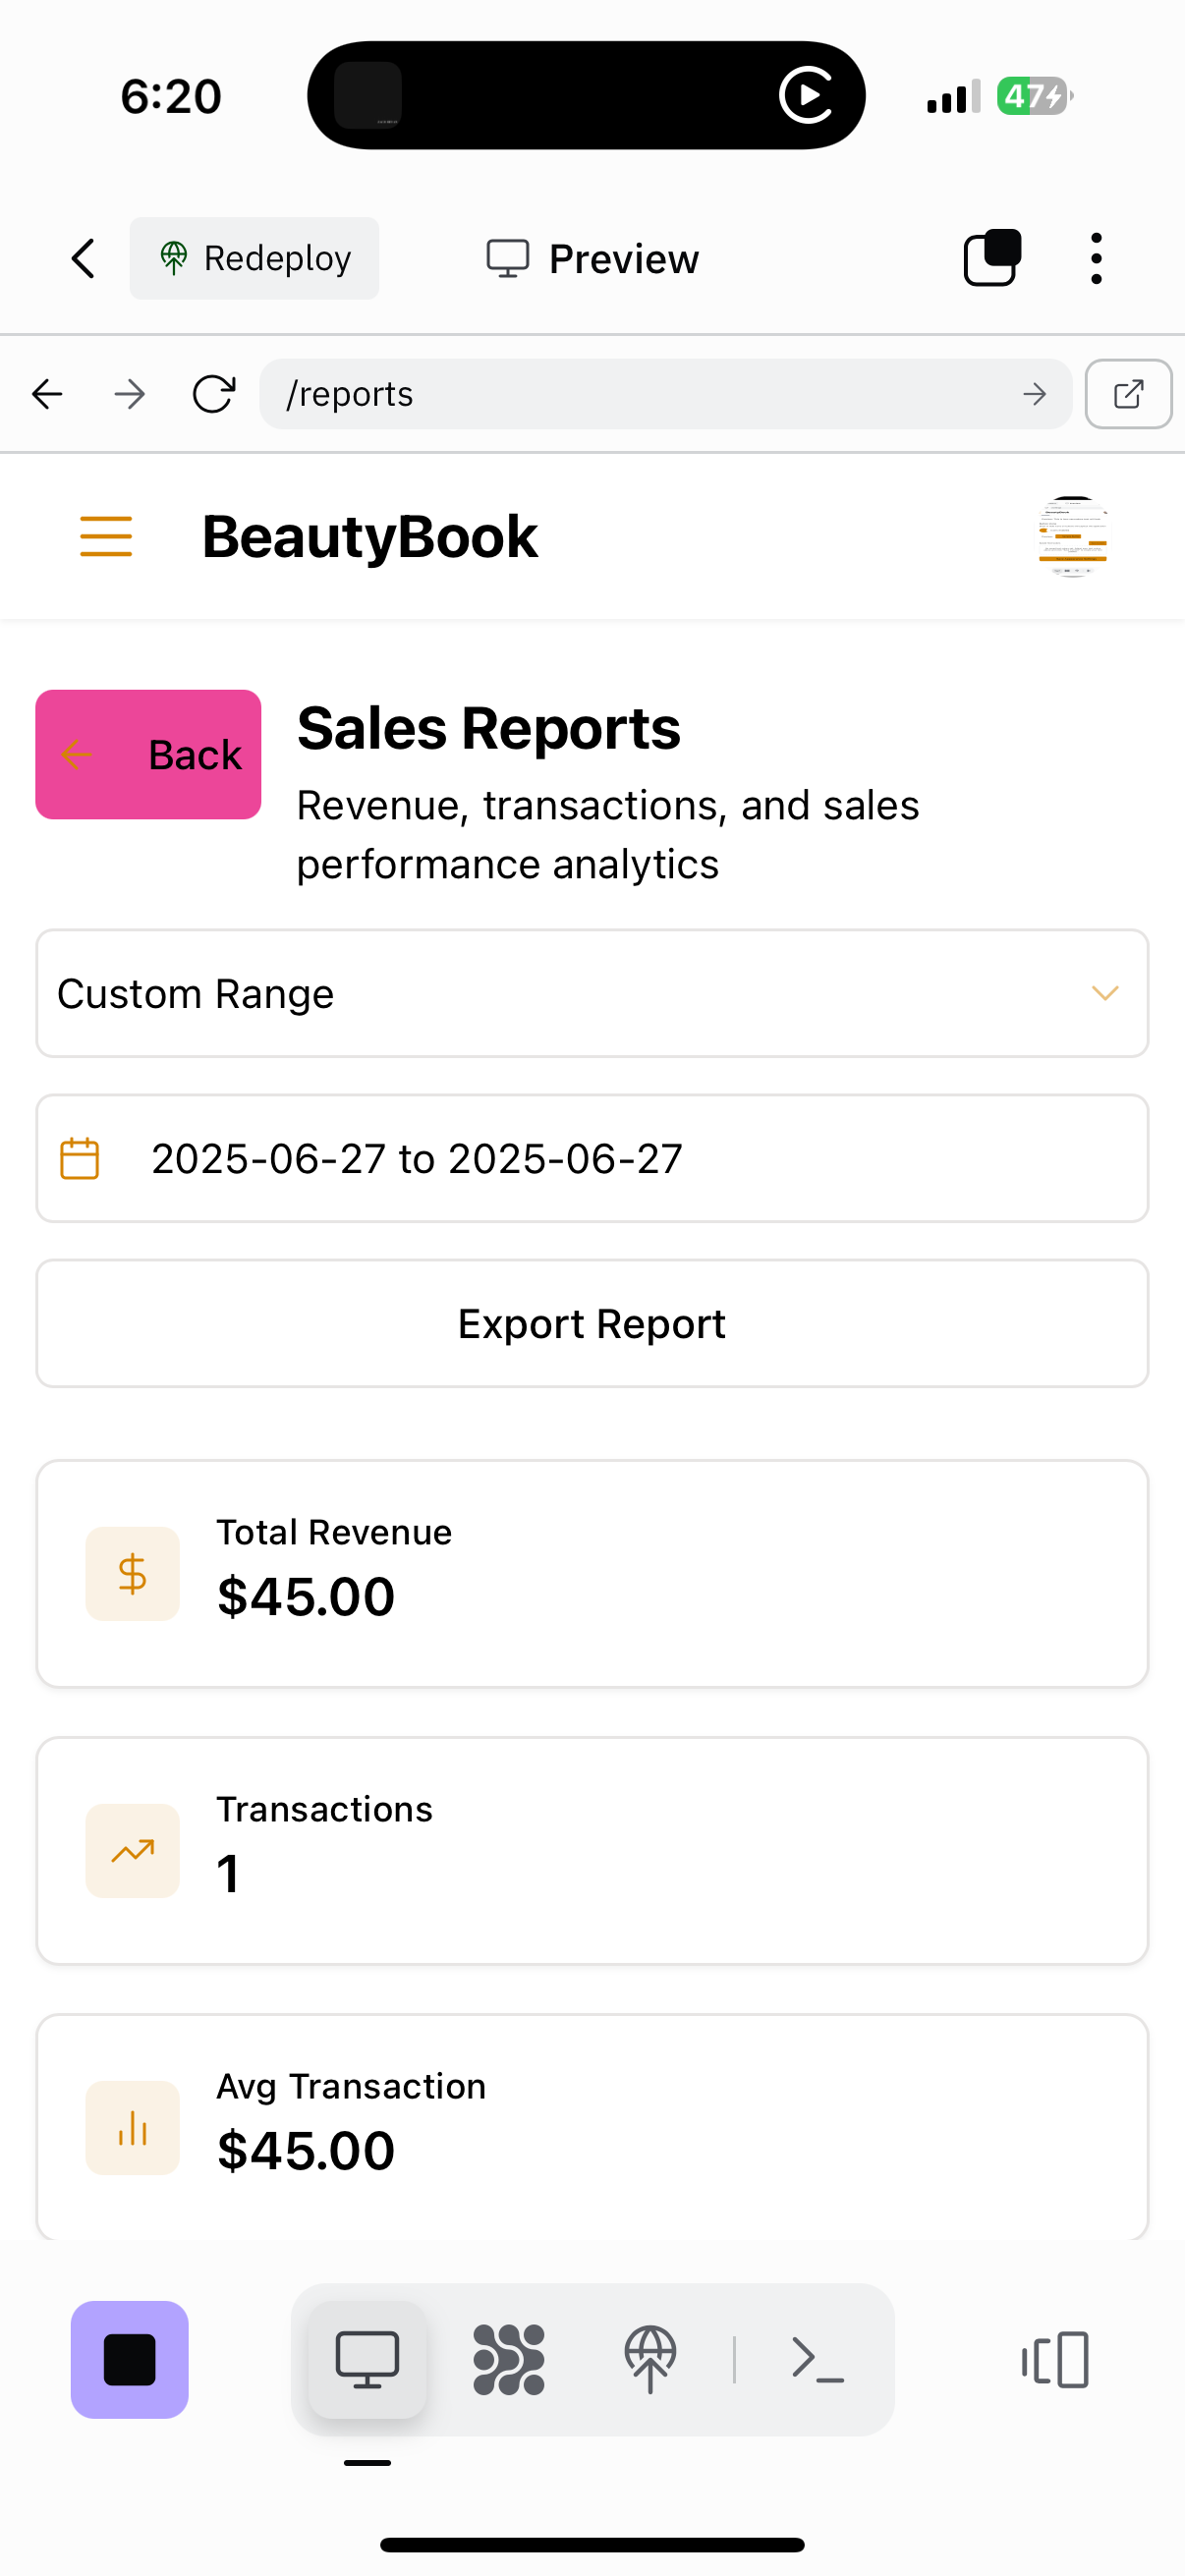 6:20
47
Redeploy
Preview
/reports
BeautyBook
Back
Sales Reports
Revenue, transactions, and sales
performance analytics
Custom Range
2025-06-27 to 2025-06-27
Export Report
Total Revenue
$45.00
Transactions
1
Avg Transaction
$45.00